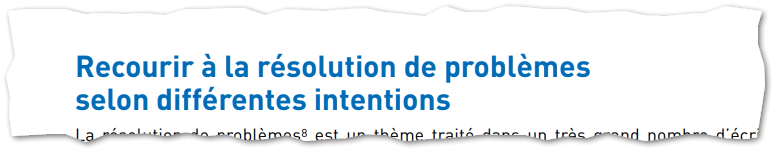 Recourir à la résolution de problèmes
selon différentes intentions
La résolution de problèmes⁸ est un thème traité dans un très grand nombre d'